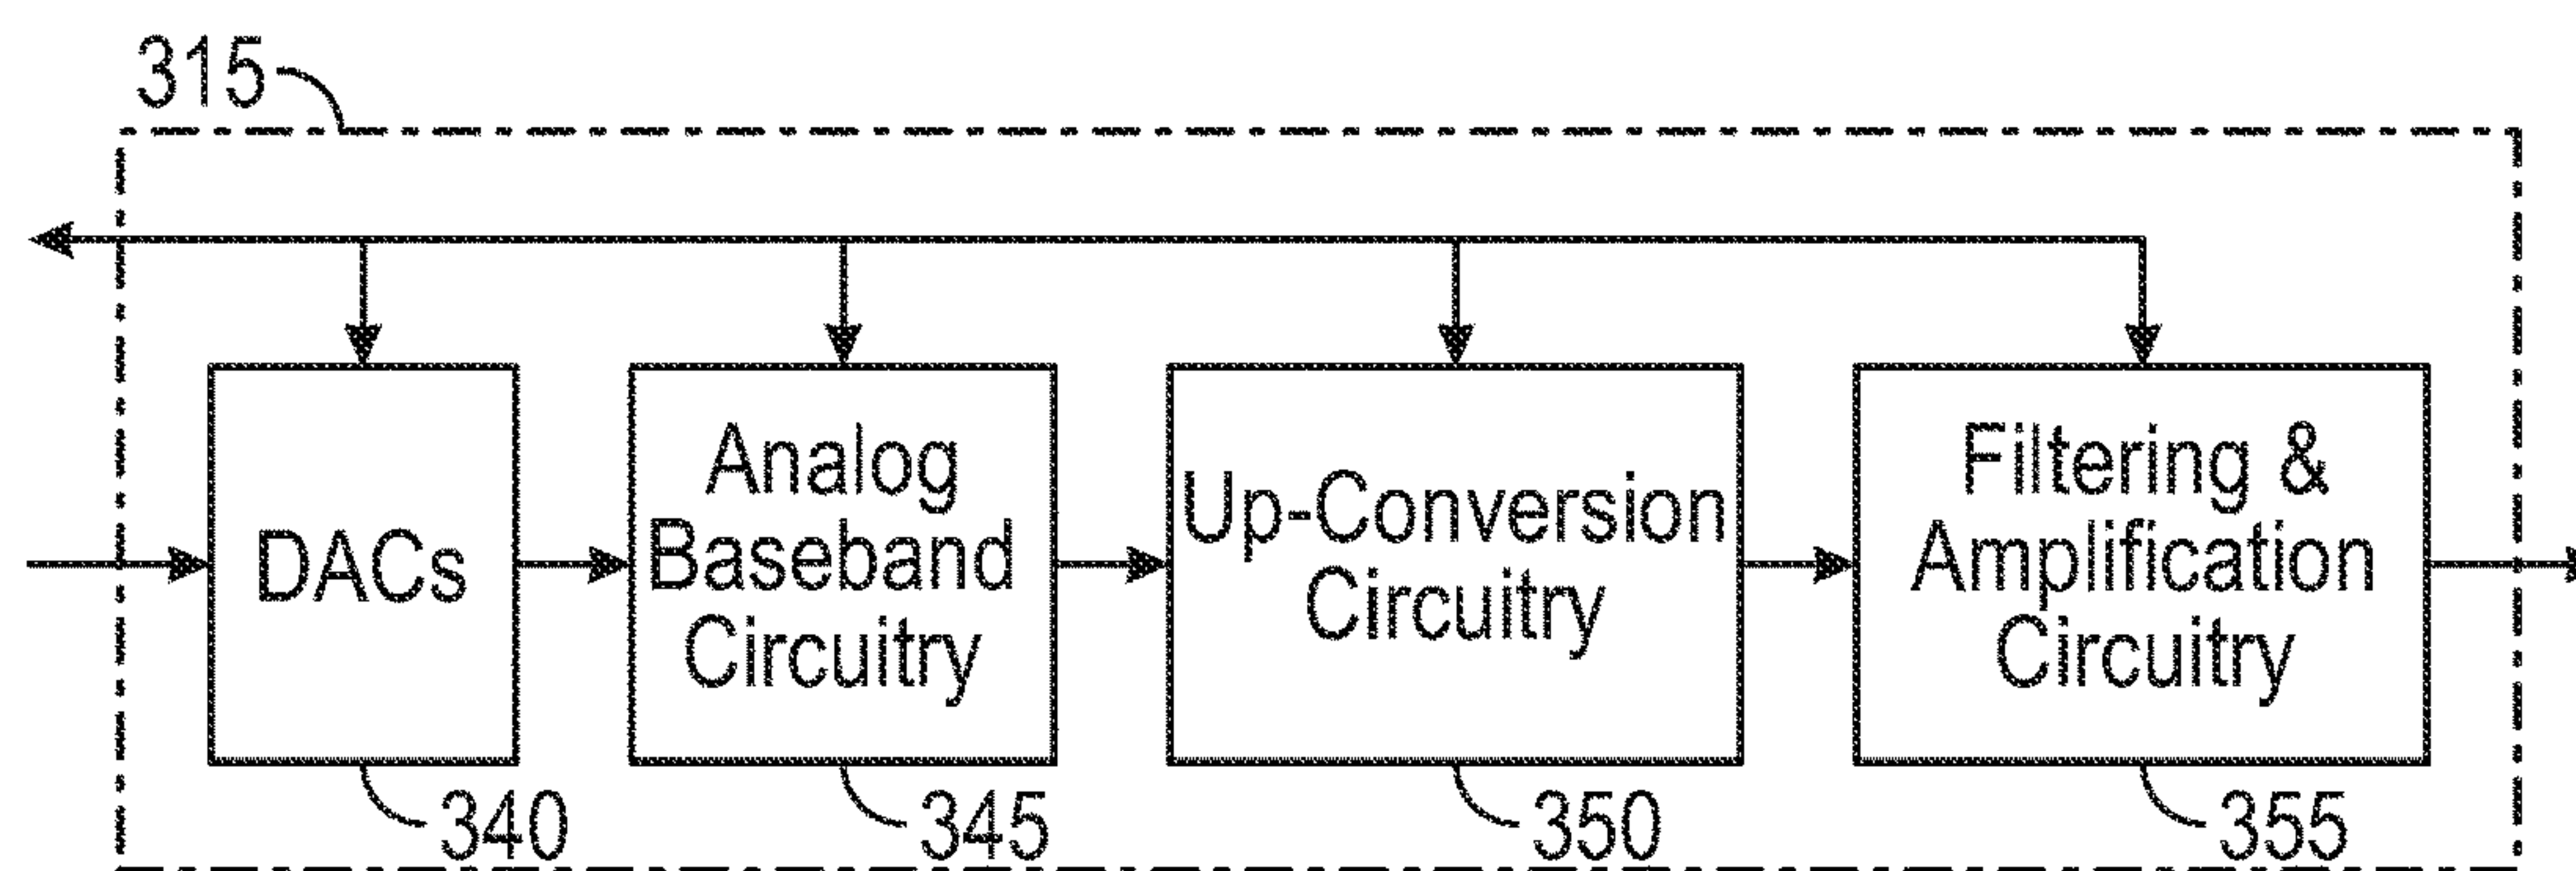 315
DACs
Analog
Baseband
Circuitry
Up-Conversion
Circuitry
Filtering &
Amplification
Circuitry
340
345
350
355